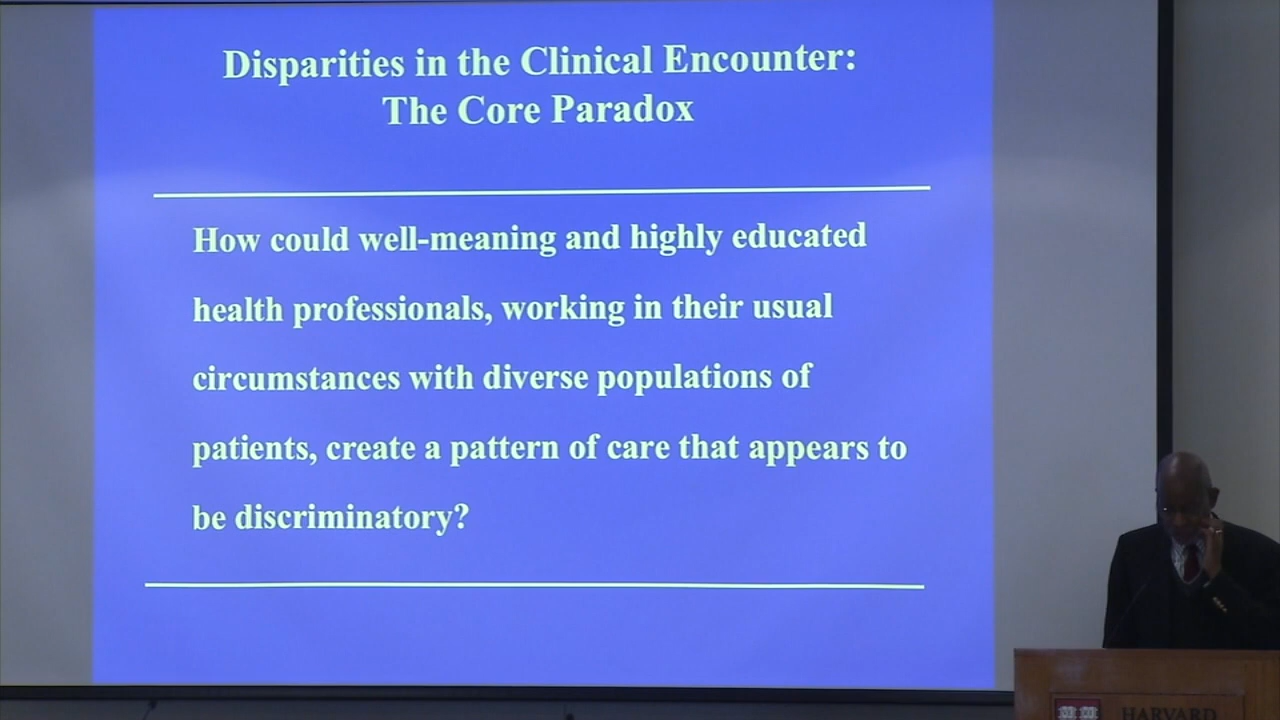 Disparities in the Clinical Encounter:
The Core Paradox
How could well-meaning and highly educated
health professionals, working in their usual
circumstances with diverse populations of
patients, create a pattern of care that appears to
be discriminatory?
HARVARD